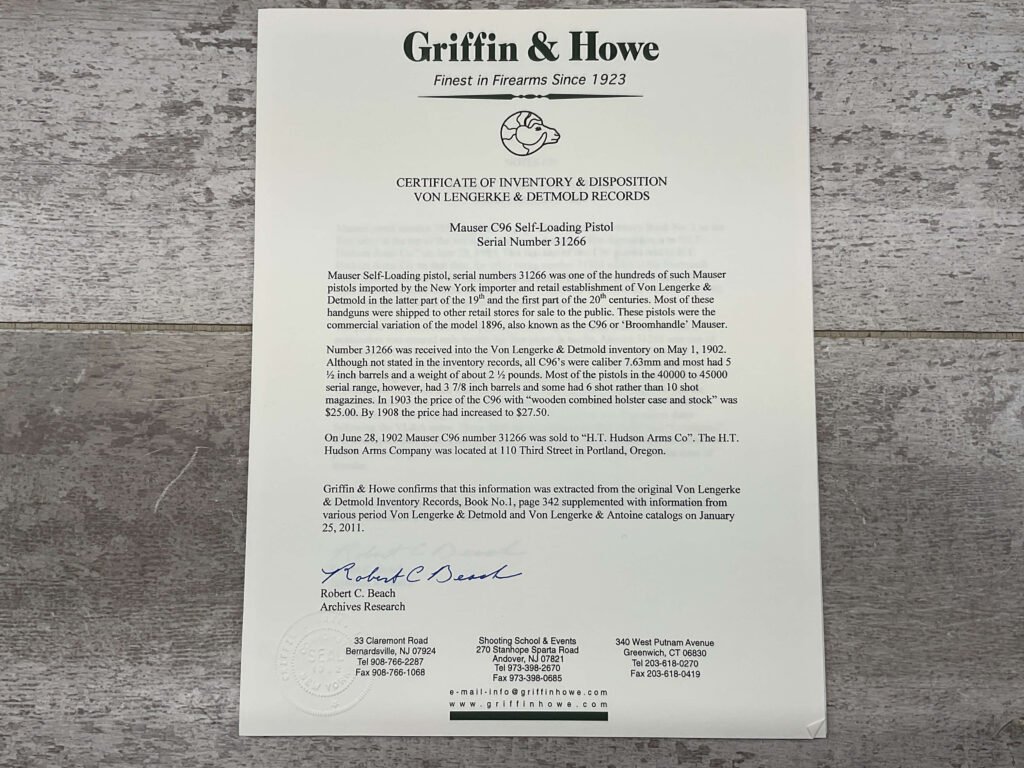 Griffin & Howe
Finest in Firearms Since 1923
CERTIFICATE OF INVENTORY & DISPOSITION
VON LENGERKE & DETMOLD RECORDS
Mauser C96 Self-Loading Pistol
Serial Number 31266
Mauser Self-Loading pistol, serial numbers 31266 was one of the hundreds of such Mauser
pistols imported by the New York importer and retail establishment of Von Lengerke &
Detmold in the latter part of the 19th and the first part of the 20th centuries. Most of these
handguns were shipped to other retail stores for sale to the public. These pistols were the
commercial variation of the model 1896, also known as the C96 or ‘Broomhandle’ Mauser.
Number 31266 was received into the Von Lengerke & Detmold inventory on May 1, 1902.
Although not stated in the inventory records, all C96’s were caliber 7.63mm and most had 5
½ inch barrels and a weight of about 2 ½ pounds. Most of the pistols in the 40000 to 45000
serial range, however, had 3 7/8 inch barrels and some had 6 shot rather than 10 shot
magazines. In 1903 the price of the C96 with “wooden combined holster case and stock” was
$25.00. By 1908 the price had increased to $27.50.
On June 28, 1902 Mauser C96 number 31266 was sold to “H.T. Hudson Arms Co”. The H.T.
Hudson Arms Company was located at 110 Third Street in Portland, Oregon.
Griffin & Howe confirms that this information was extracted from the original Von Lengerke
& Detmold Inventory Records, Book No.1, page 342 supplemented with information from
various period Von Lengerke & Detmold and Von Lengerke & Antoine catalogs on January
25, 2011.
Robert C Beach
Robert C. Beach
Archives Research
33 Claremont Road
Bernardsville, NJ 07924
Tel 908-766-2287
Fax 908-766-1068
Shooting School & Events
270 Stanhope Sparta Road
Andover, NJ 07821
Tel 973-398-2670
Fax 973-398-0685
340 West Putnam Avenue
Greenwich, CT 06830
Tel 203-618-0270
Fax 203-618-0419
e-mail-info@griffinhowe.com
www.griffinhowe.com
SEAL